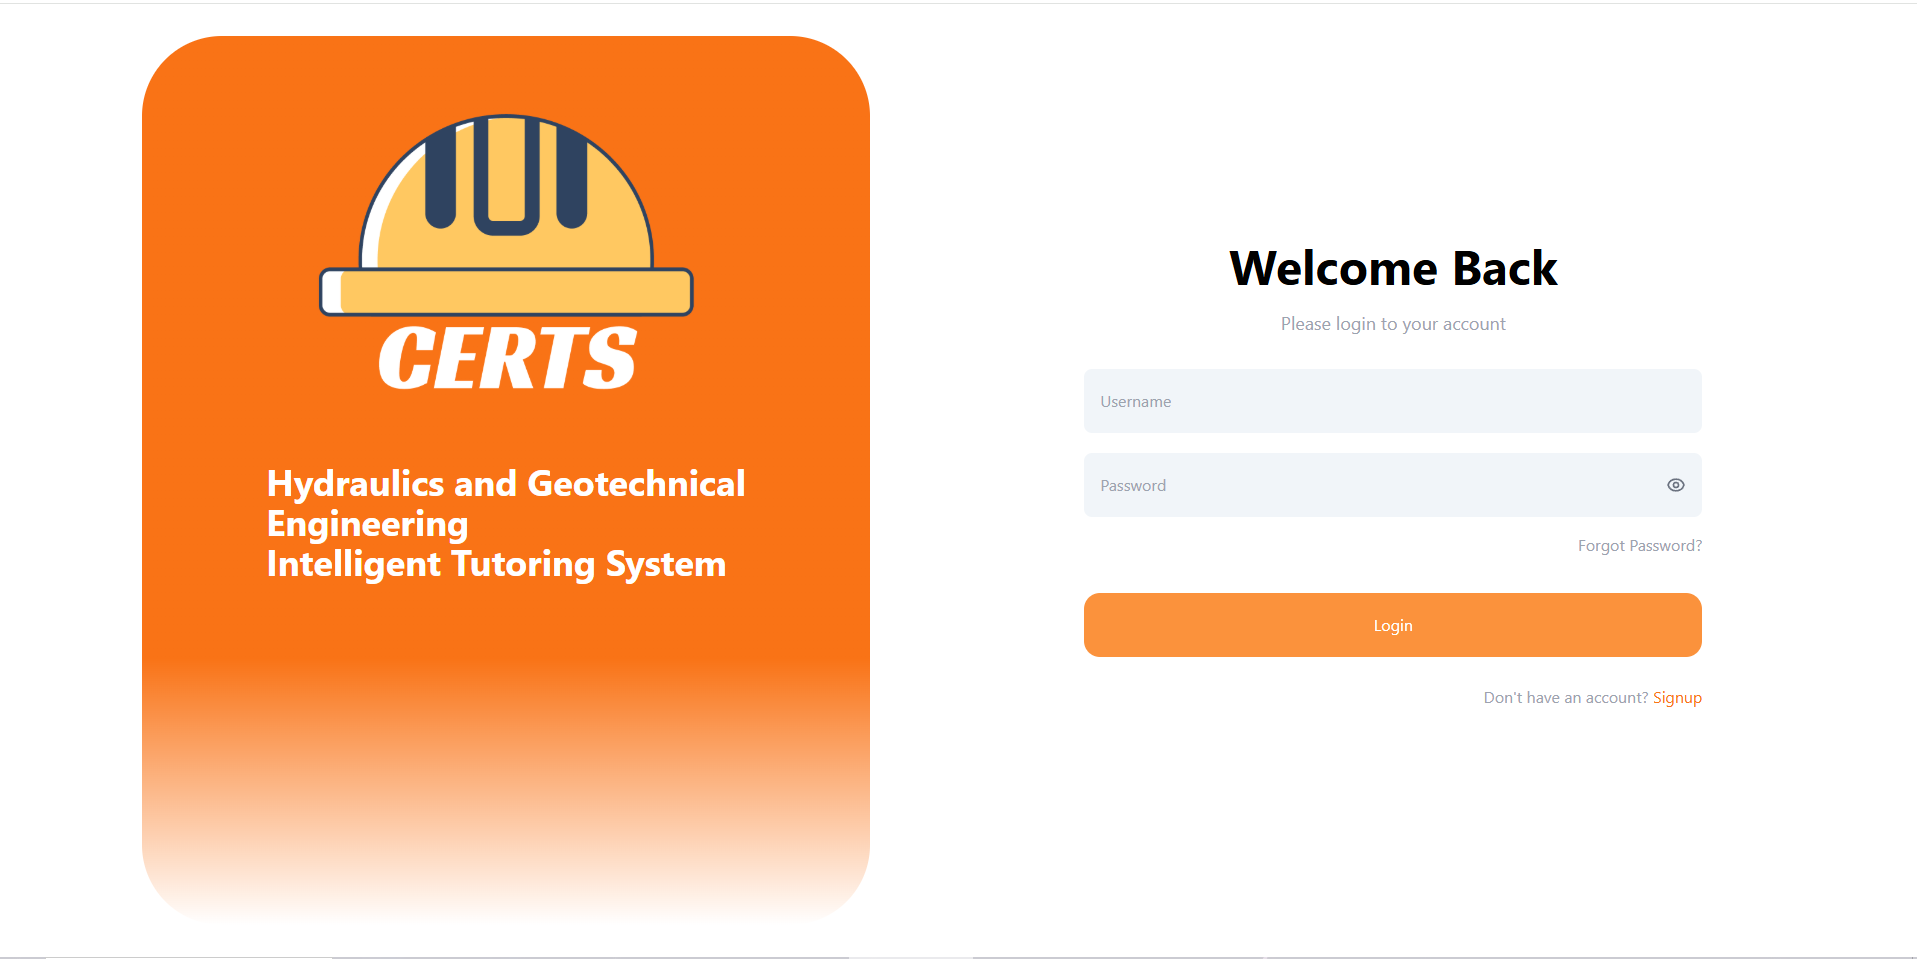 CERTS
Hydraulics and Geotechnical
Engineering
Intelligent Tutoring System
Welcome Back
Please login to your account
Username
Password
Forgot Password?
Login
Don't have an account? Signup